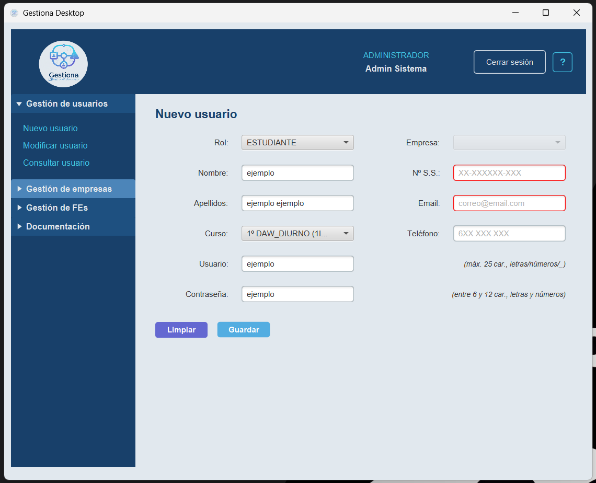 Gestiona Desktop
Gestiona
ADMINISTRADOR
Admin Sistema
Cerrar sesión
?
Gestión de usuarios
Nuevo usuario
Modificar usuario
Consultar usuario
Gestión de empresas
Gestión de FEs
Documentación
Nuevo usuario
Rol: ESTUDIANTE Empresa:
Nombre: ejemplo Nº S.S.: XX-XXXXXX-XXX
Apellidos: ejemplo ejemplo Email: correo@email.com
Curso: 1º DAW_DIURNO (1I Teléfono: 6XX XXX XXX
Usuario: ejemplo (máx. 25 car., letras/números/_)
Contraseña: ejemplo (entre 6 y 12 car., letras y números)
Limpiar Guardar